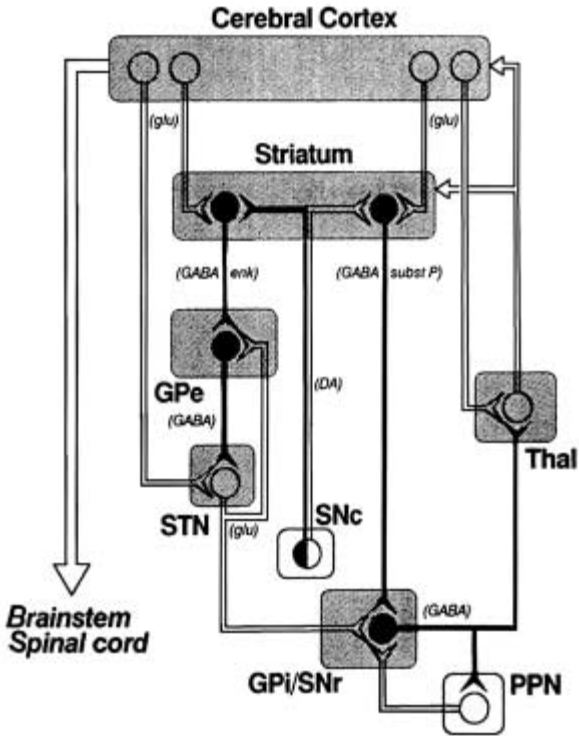 Cerebral Cortex
(glu)
(glu)
Striatum
(GABA enk)
(GABA subst P)
GPe
(DA)
(GABA)
Thal
STN
(glu)
SNc
Brainstem
Spinal cord
(GABA)
GPi/SNr
PPN